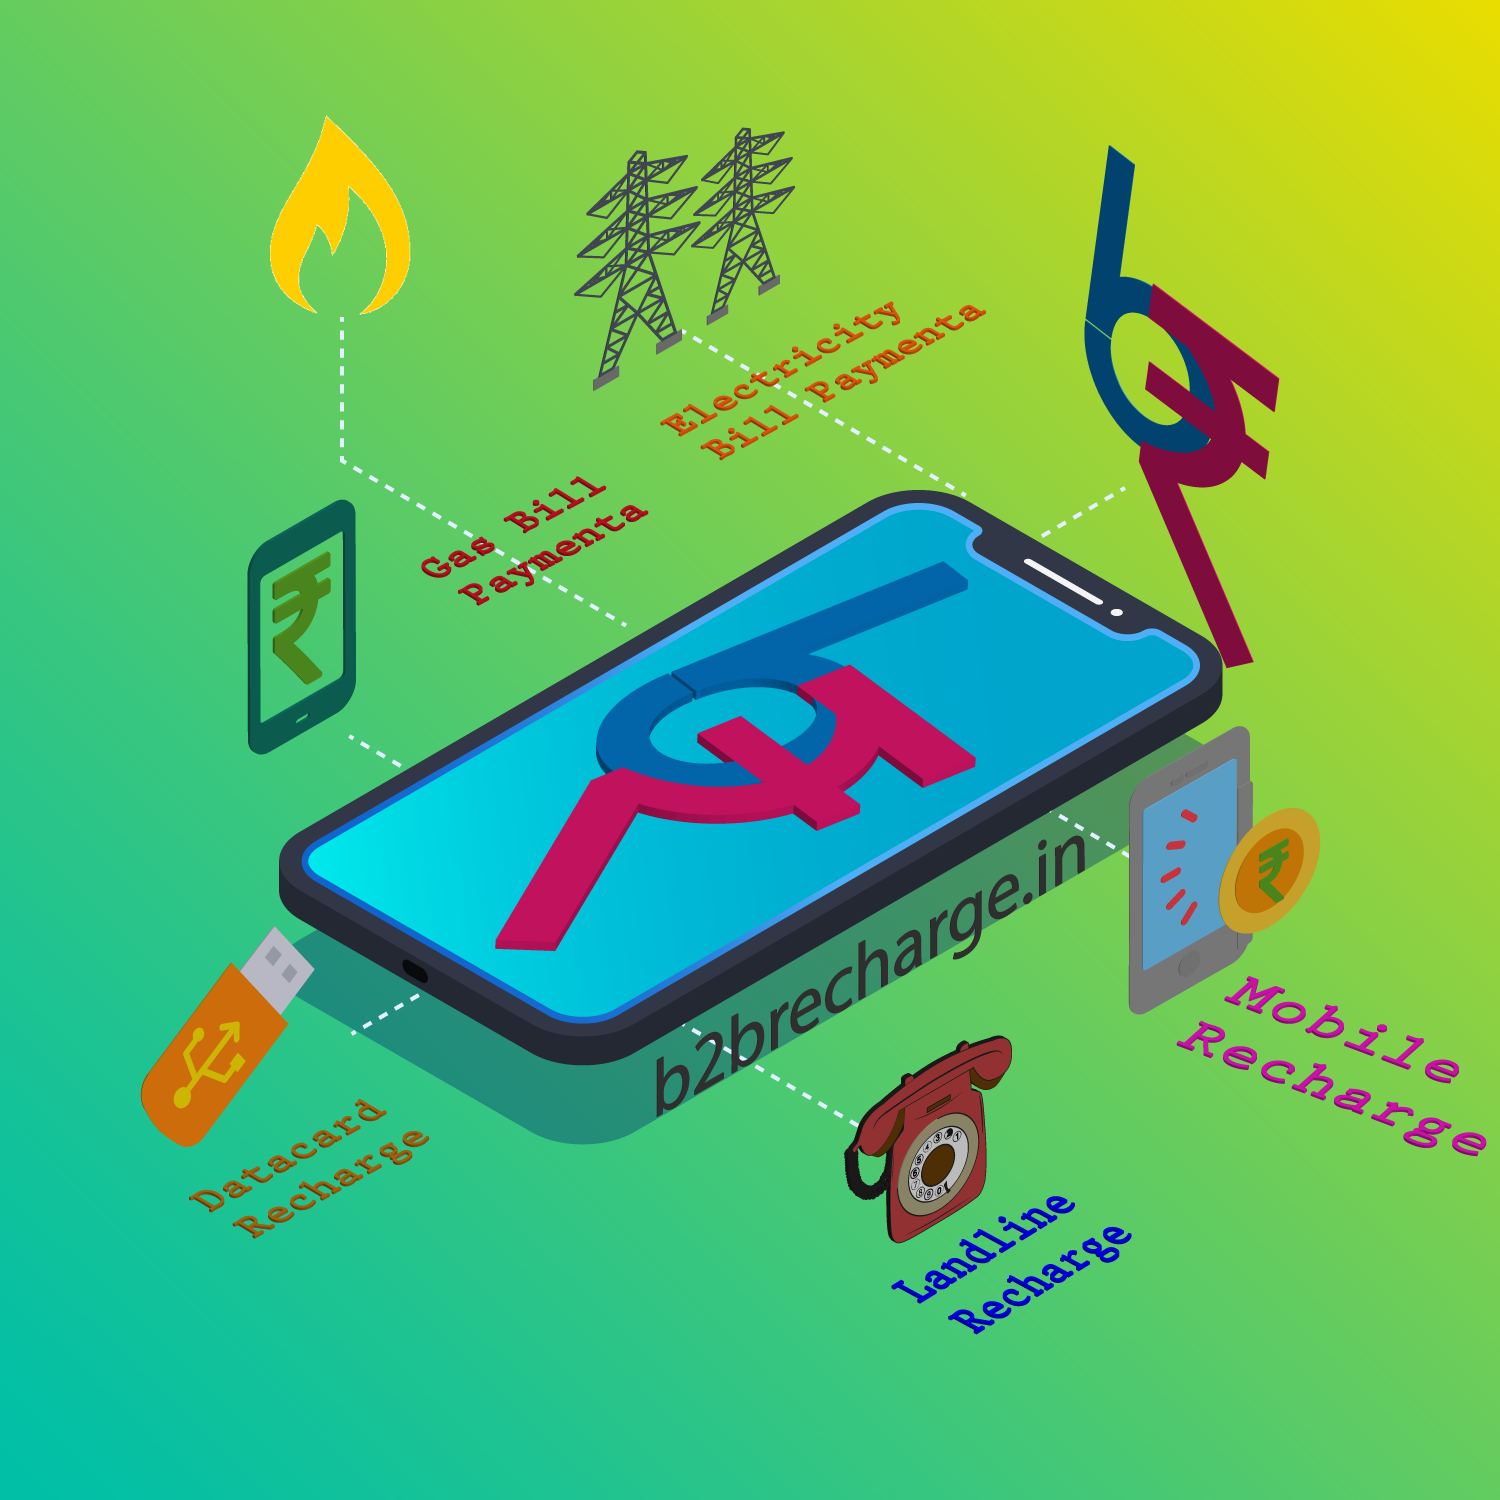 Electricity
Bill Paymenta
Gas Bill
Paymenta
₹
b2brecharge.in
₹
Mobile
Recharge
Datacard
Recharge
Landline
Recharge